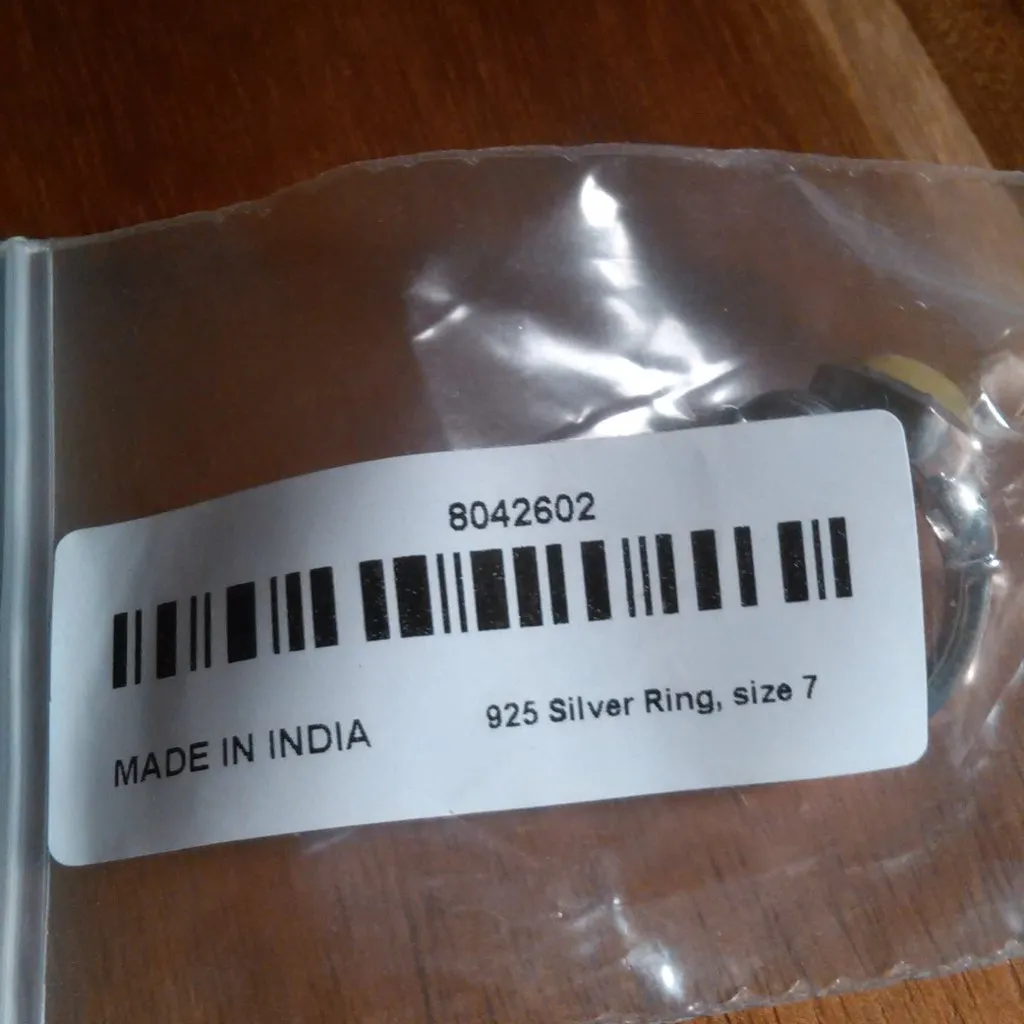 8042602
MADE IN INDIA
925 Silver Ring, size 7